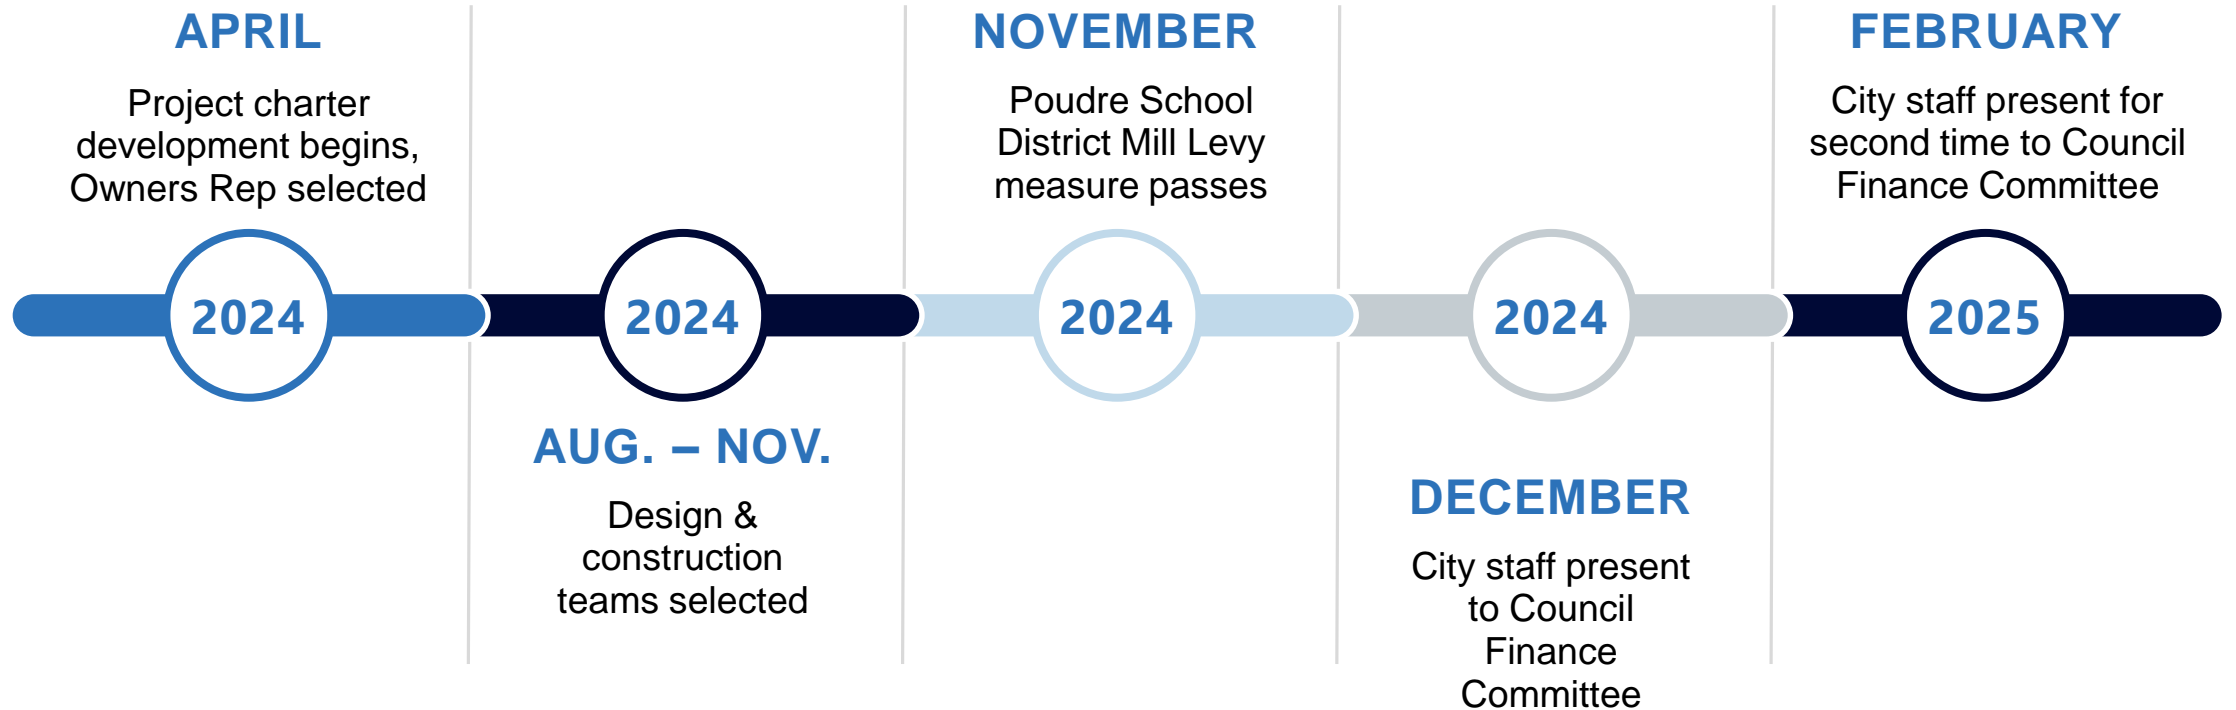 APRIL
Project charter
development begins,
Owners Rep selected
2024
2024
AUG. – NOV.
Design &
construction
teams selected
NOVEMBER
Poudre School
District Mill Levy
measure passes
2024
2024
DECEMBER
City staff present
to Council
Finance
Committee
FEBRUARY
City staff present for
second time to Council
Finance Committee
2025